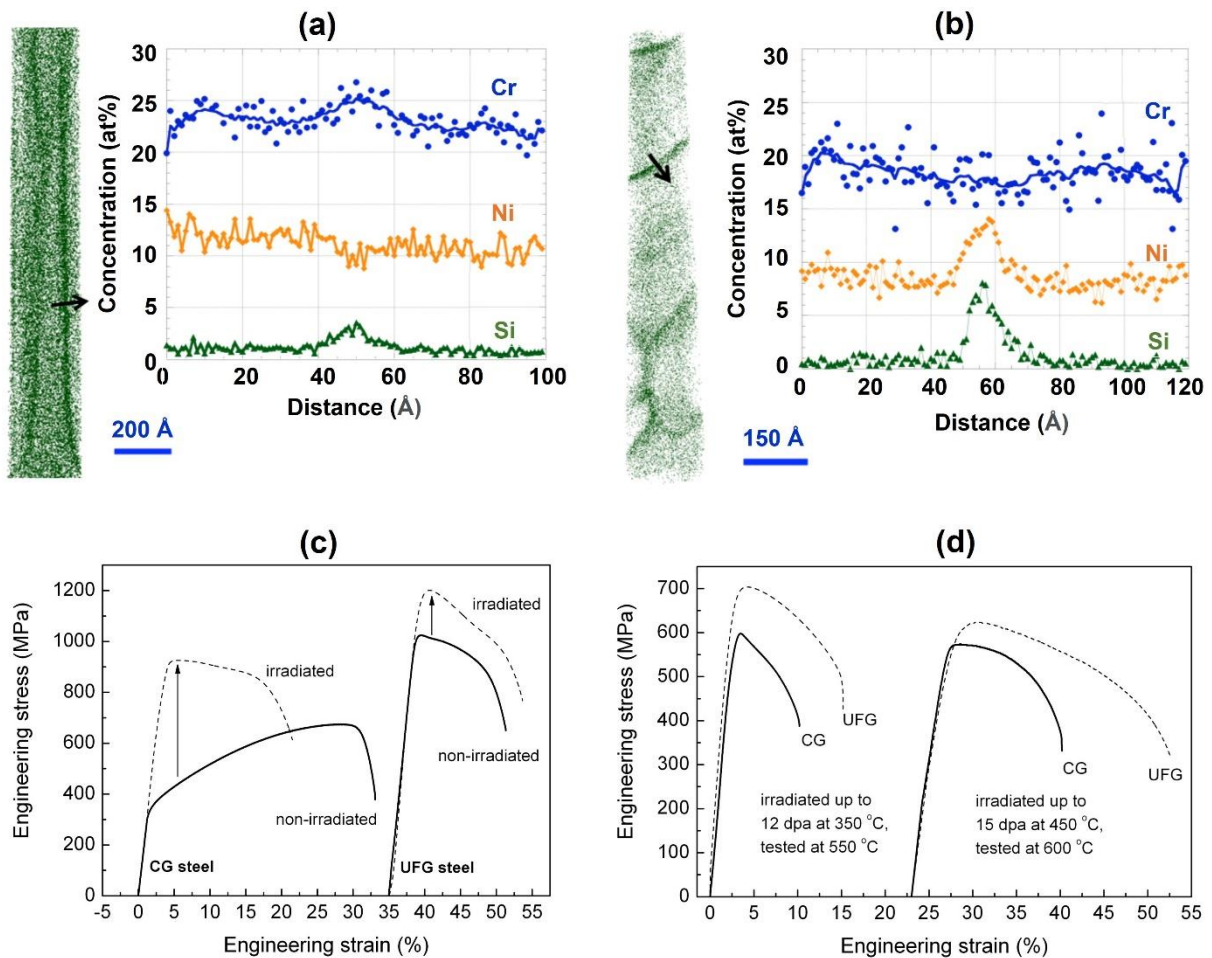 (a)
30
25
20
15
10
5
0
Concentration (at%)
Cr
Ni
Si
0 20 40 60 80 100
Distance (Å)
200 Å
(b)
30
25
20
15
10
5
0
Concentration (at%)
Cr
Ni
Si
0 20 40 60 80 100 120
Distance (Å)
150 Å
(c)
1200
1000
800
600
400
200
0
Engineering stress (MPa)
irradiated
irradiated
non-irradiated
non-irradiated
CG steel
UFG steel
-5 0 5 10 15 20 25 30 35 40 45 50 55
Engineering strain (%)
(d)
700
600
500
400
300
200
100
0
Engineering stress (MPa)
UFG
CG
CG
UFG
irradiated up to
12 dpa at 350 °C,
tested at 550 °C
irradiated up to
15 dpa at 450 °C,
tested at 600 °C
0 5 10 15 20 25 30 35 40 45 50 55
Engineering strain (%)